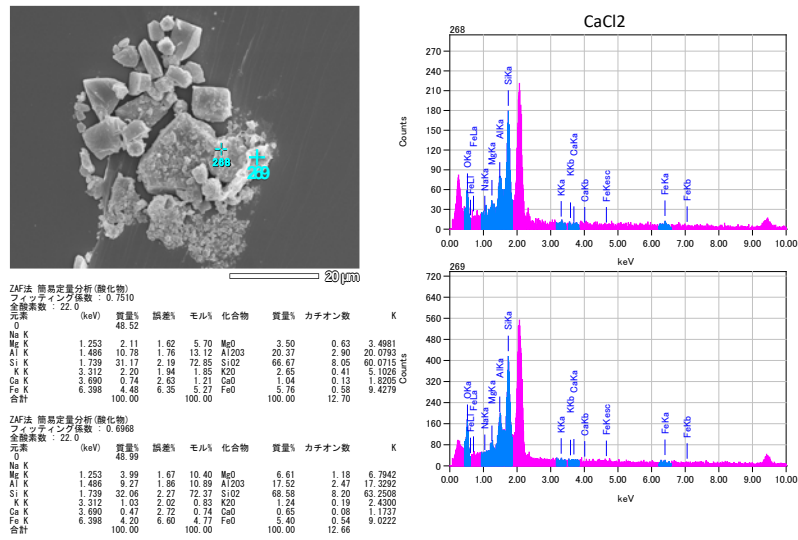 CaCl2
268
270
240
210
180
150
120
90
60
30
0
Counts
OKa
FeLl
FeLa
NaKa
MgKa
AlKa
SiKa
KKa
KKb
CaKa
CaKb
FeKesc
FeKa
FeKb
0.00 1.00 2.00 3.00 4.00 5.00 6.00 7.00 8.00 9.00 10.00
keV
20 μm
ZAF法 簡易定量分析(酸化物)
フィッティング係数 : 0.7510
全酸素数 : 22.0
元素 (keV) 質量% 誤差% モル% 化合物 質量% カチオン数 K
O 48.52
Na K
Mg K 1.253 2.11 1.62 5.70 MgO 3.50 0.63 3.4981
Al K 1.486 10.78 1.76 13.12 Al2O3 20.37 2.90 20.0793
Si K 1.739 31.17 2.19 72.85 SiO2 66.67 8.05 60.0715
K K 3.312 2.20 1.94 1.85 K2O 2.65 0.41 5.1026
Ca K 3.690 0.74 2.63 1.21 CaO 1.04 0.13 1.8205
Fe K 6.398 4.48 6.35 5.27 FeO 5.76 0.58 9.4279
合計 100.00 100.00 100.00 12.70
ZAF法 簡易定量分析(酸化物)
フィッティング係数 : 0.6968
全酸素数 : 22.0
元素 (keV) 質量% 誤差% モル% 化合物 質量% カチオン数 K
O 48.99
Na K
Mg K 1.253 3.99 1.67 10.40 MgO 6.61 1.18 6.7942
Al K 1.486 9.27 1.86 10.89 Al2O3 17.52 2.47 17.3292
Si K 1.739 32.06 2.27 72.37 SiO2 68.58 8.20 63.2508
K K 3.312 1.03 2.02 0.83 K2O 1.24 0.19 2.4300
Ca K 3.690 0.47 2.72 0.74 CaO 0.65 0.08 1.1737
Fe K 6.398 4.20 6.60 4.77 FeO 5.40 0.54 9.0222
合計 100.00 100.00 100.00 12.66
269
720
640
560
480
400
320
240
160
80
0
Counts
OKa
FeLl
FeLa
NaKa
MgKa
AlKa
SiKa
KKa
KKb
CaKa
CaKb
FeKesc
FeKa
FeKb
0.00 1.00 2.00 3.00 4.00 5.00 6.00 7.00 8.00 9.00 10.00
keV